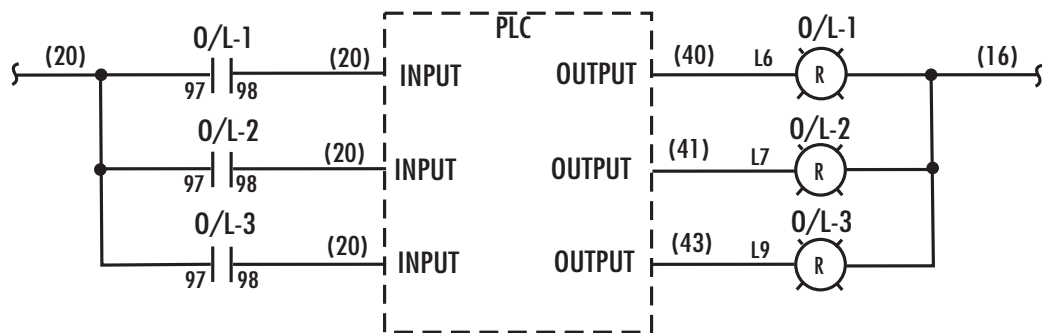 PLC
O/L-1
O/L-1
(20)
(20)
INPUT
OUTPUT
(40)
L6
R
(16)
97
98
O/L-2
O/L-2
(20)
INPUT
OUTPUT
(41)
L7
R
97
98
O/L-3
O/L-3
(20)
INPUT
OUTPUT
(43)
L9
R
97
98